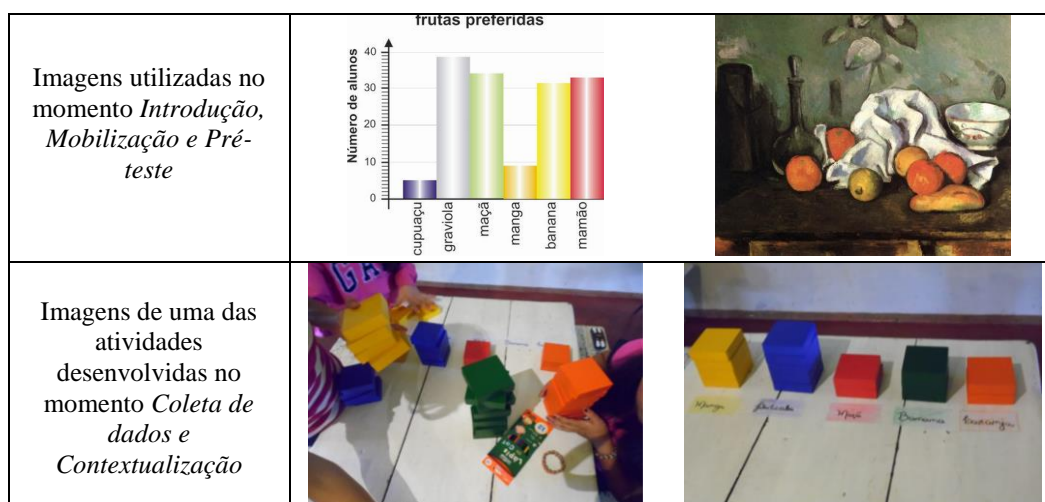 Imagens utilizadas no
momento Introdução,
Mobilização e Pré-
teste
frutas preferidas
Número de alunos
40
30
20
10
0
cupuaçu
graviola
maçã
manga
banana
mamão
Imagens de uma das
atividades
desenvolvidas no
momento Coleta de
dados e
Contextualização
Manga
Maçã
Banana
Laranja